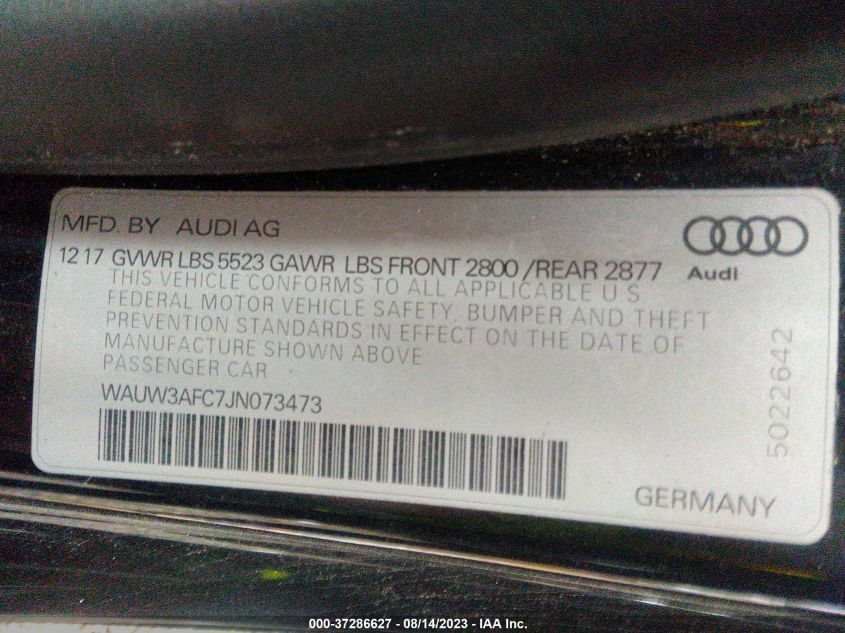 MFD. BY AUDI AG
12 17 GVWR LBS 5523 GAWR LBS FRONT 2800 /REAR 2877
THIS VEHICLE CONFORMS TO ALL APPLICABLE U S
FEDERAL MOTOR VEHICLE SAFETY, BUMPER AND THEFT
PREVENTION STANDARDS IN EFFECT ON THE DATE OF
MANUFACTURE SHOWN ABOVE
PASSENGER CAR
WAUW3AFC7JN073473
Audi
5022642
GERMANY
000-37286627 - 08/14/2023 - IAA Inc.